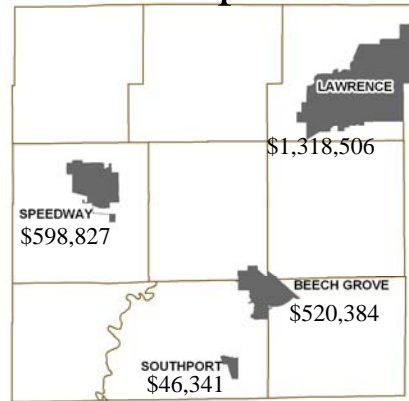 LAWRENCE
$1,318,506
SPEEDWAY
$598,827
BEECH GROVE
$520,384
SOUTHPORT
$46,341